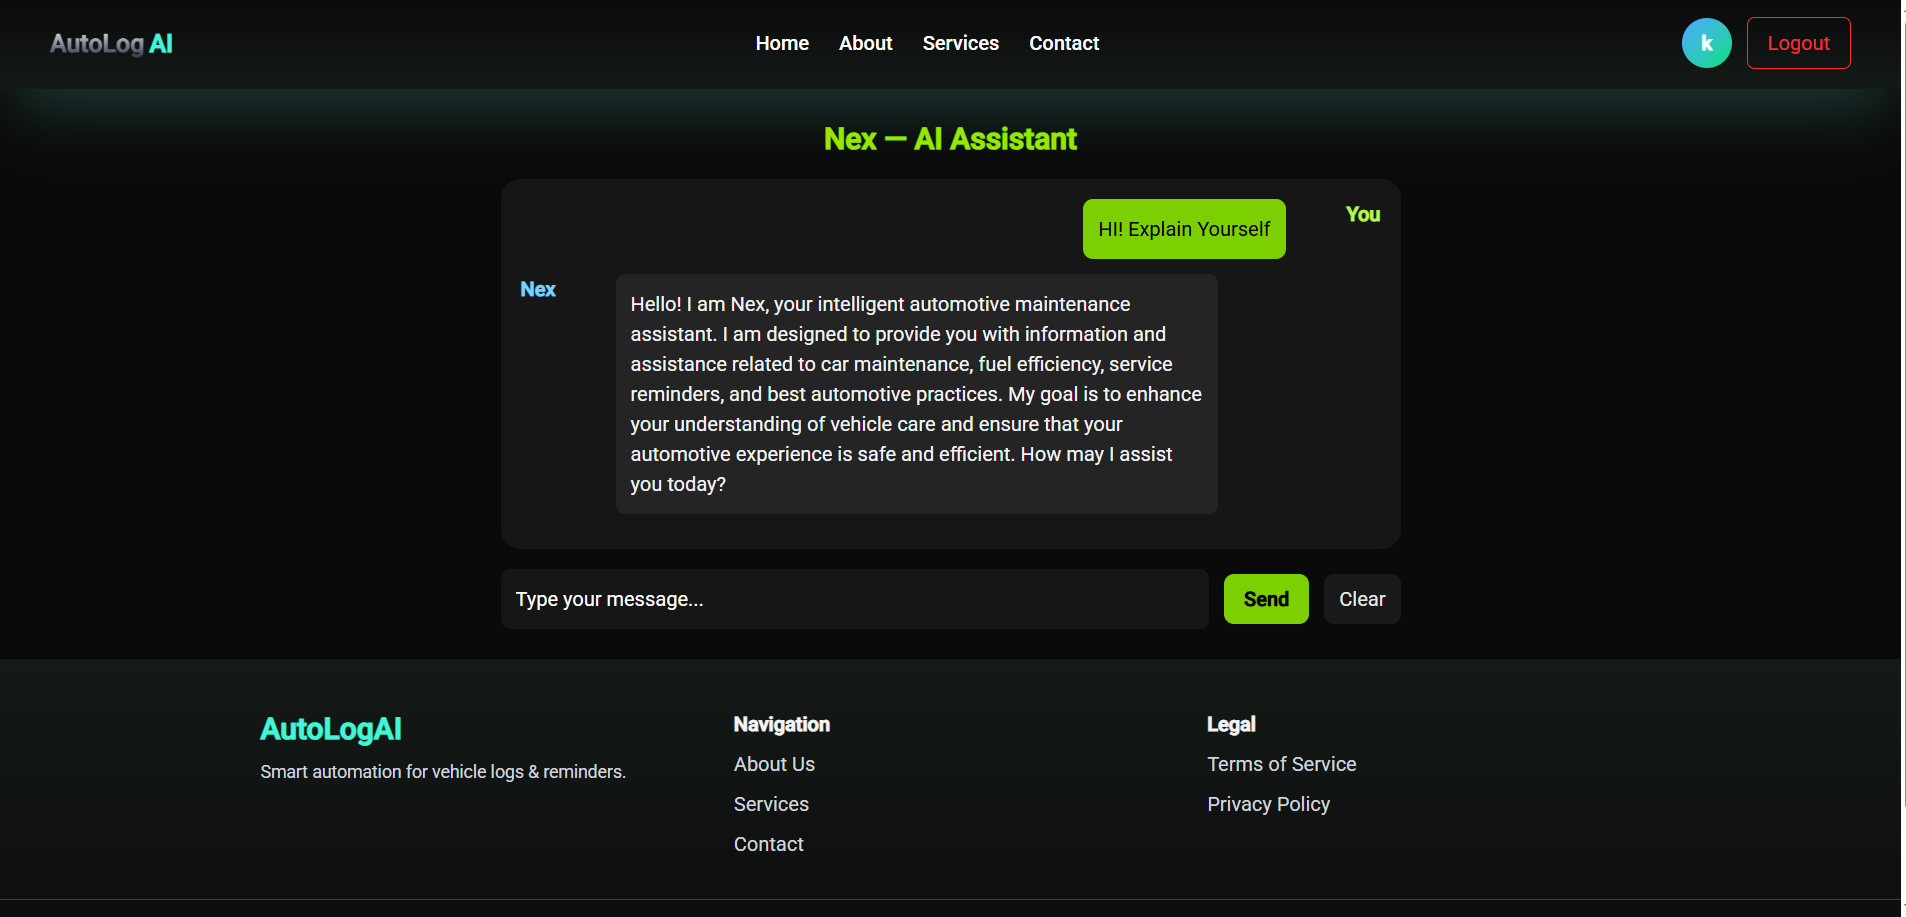 AutoLog AI
Home About Services Contact
k
Logout
Nex — AI Assistant
You
HI! Explain Yourself
Nex
Hello! I am Nex, your intelligent automotive maintenance
assistant. I am designed to provide you with information and
assistance related to car maintenance, fuel efficiency, service
reminders, and best automotive practices. My goal is to enhance
your understanding of vehicle care and ensure that your
automotive experience is safe and efficient. How may I assist
you today?
Type your message...
Send
Clear
AutoLogAI
Smart automation for vehicle logs & reminders.
Navigation
About Us
Services
Contact
Legal
Terms of Service
Privacy Policy